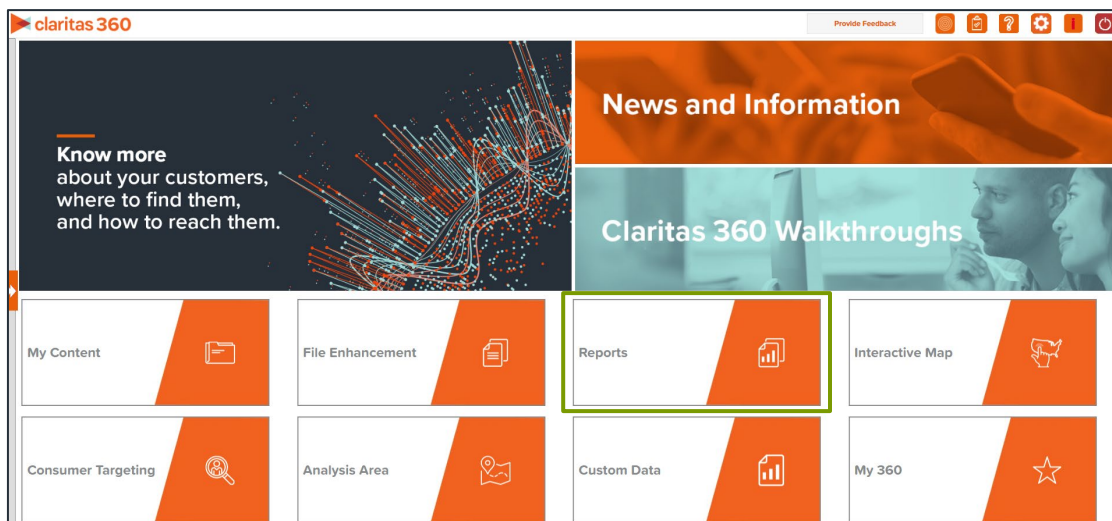 claritas 360
Provide Feedback
Know more
about your customers,
where to find them,
and how to reach them.
News and Information
Claritas 360 Walkthroughs
My Content
File Enhancement
Reports
Interactive Map
Consumer Targeting
Analysis Area
Custom Data
My 360